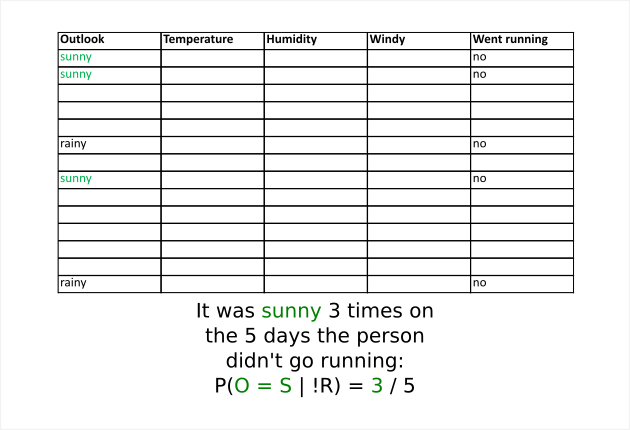 Outlook Temperature Humidity Windy Went running
sunny no
sunny no
rainy no
sunny no
rainy no
It was sunny 3 times on
the 5 days the person
didn't go running:
P(O = S | !R) = 3 / 5